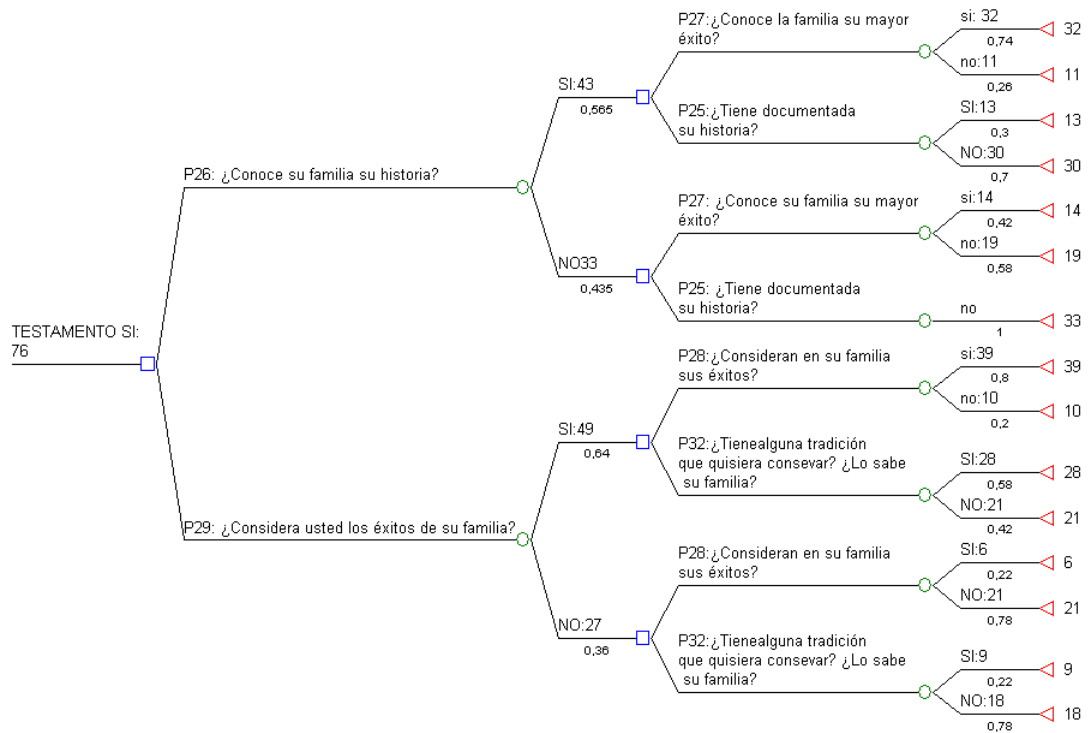 P27:¿Conoce la familia su mayor
éxito?
si: 32
0,74
32
no:11
0,26
11
SI:43
0,565
P25:¿Tiene documentada
su historia?
SI:13
0,3
13
NO:30
0,7
30
P26: ¿Conoce su familia su historia?
P27: ¿Conoce su familia su mayor
éxito?
si:14
0,42
14
no:19
0,58
19
NO33
0,435
P25: ¿Tiene documentada
su historia?
no
1
33
TESTAMENTO SI:
76
P28:¿Consideran en su familia
sus éxitos?
si:39
0,8
39
no:10
0,2
10
SI:49
0,64
P32:¿Tienealguna tradición
que quisiera consevar? ¿Lo sabe
su familia?
SI:28
0,58
28
NO:21
0,42
21
P29: ¿Considera usted los éxitos de su familia?
P28:¿Consideran en su familia
sus éxitos?
SI:6
0,22
6
NO:21
0,78
21
NO:27
0,36
P32:¿Tienealguna tradición
que quisiera consevar? ¿Lo sabe
su familia?
SI:9
0,22
9
NO:18
0,78
18